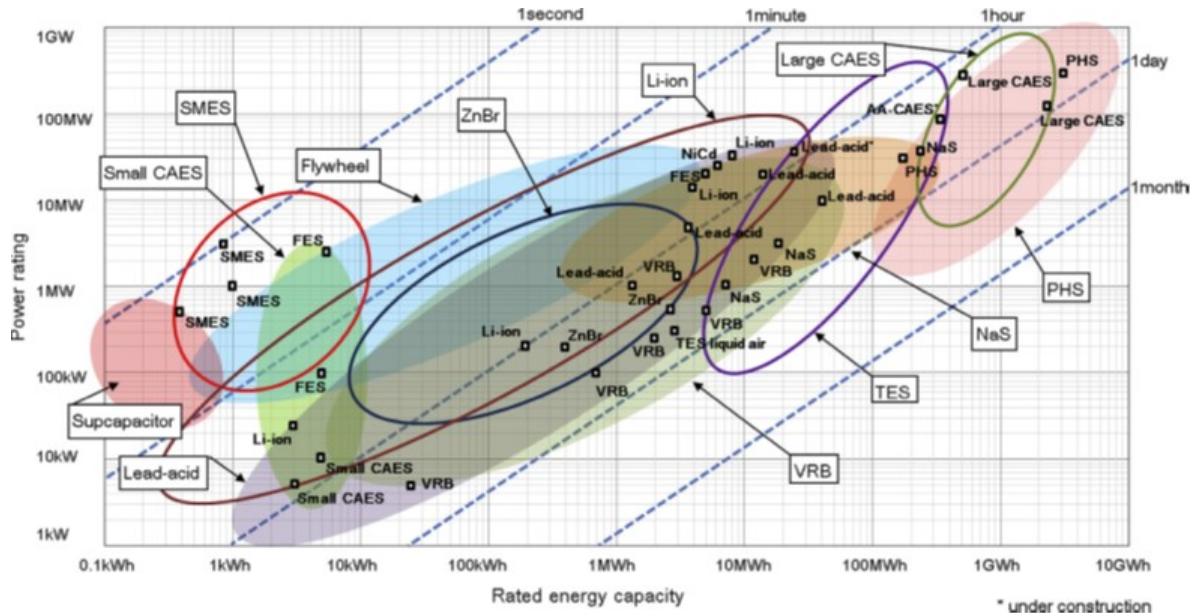 1second
1minute
1hour
1GW
Large CAES
PHS
1day
Li-ion
Large CAES
SMES
ZnBr
AA-CAES*
Large CAES
100MW
Li-ion
Lead-acid*
NaS
Small CAES
Flywheel
NiCd
PHS
FES
Lead-acid
Li-ion
Lead-acid
1month
10MW
FES
Lead-acid
SMES
VRB
NaS
Lead-acid
VRB
PHS
1MW
SMES
ZnBr
NaS
SMES
VRB
NaS
Li-ion
ZnBr
TES liquid air
VRB
100kW
FES
VRB
TES
Supcapacitor
Li-ion
Lead-acid
Small CAES
VRB
10kW
Small CAES
VRB
1kW
Power rating
0.1kWh
1kWh
10kWh
100kWh
1MWh
10MWh
100MWh
1GWh
10GWh
Rated energy capacity
* under construction